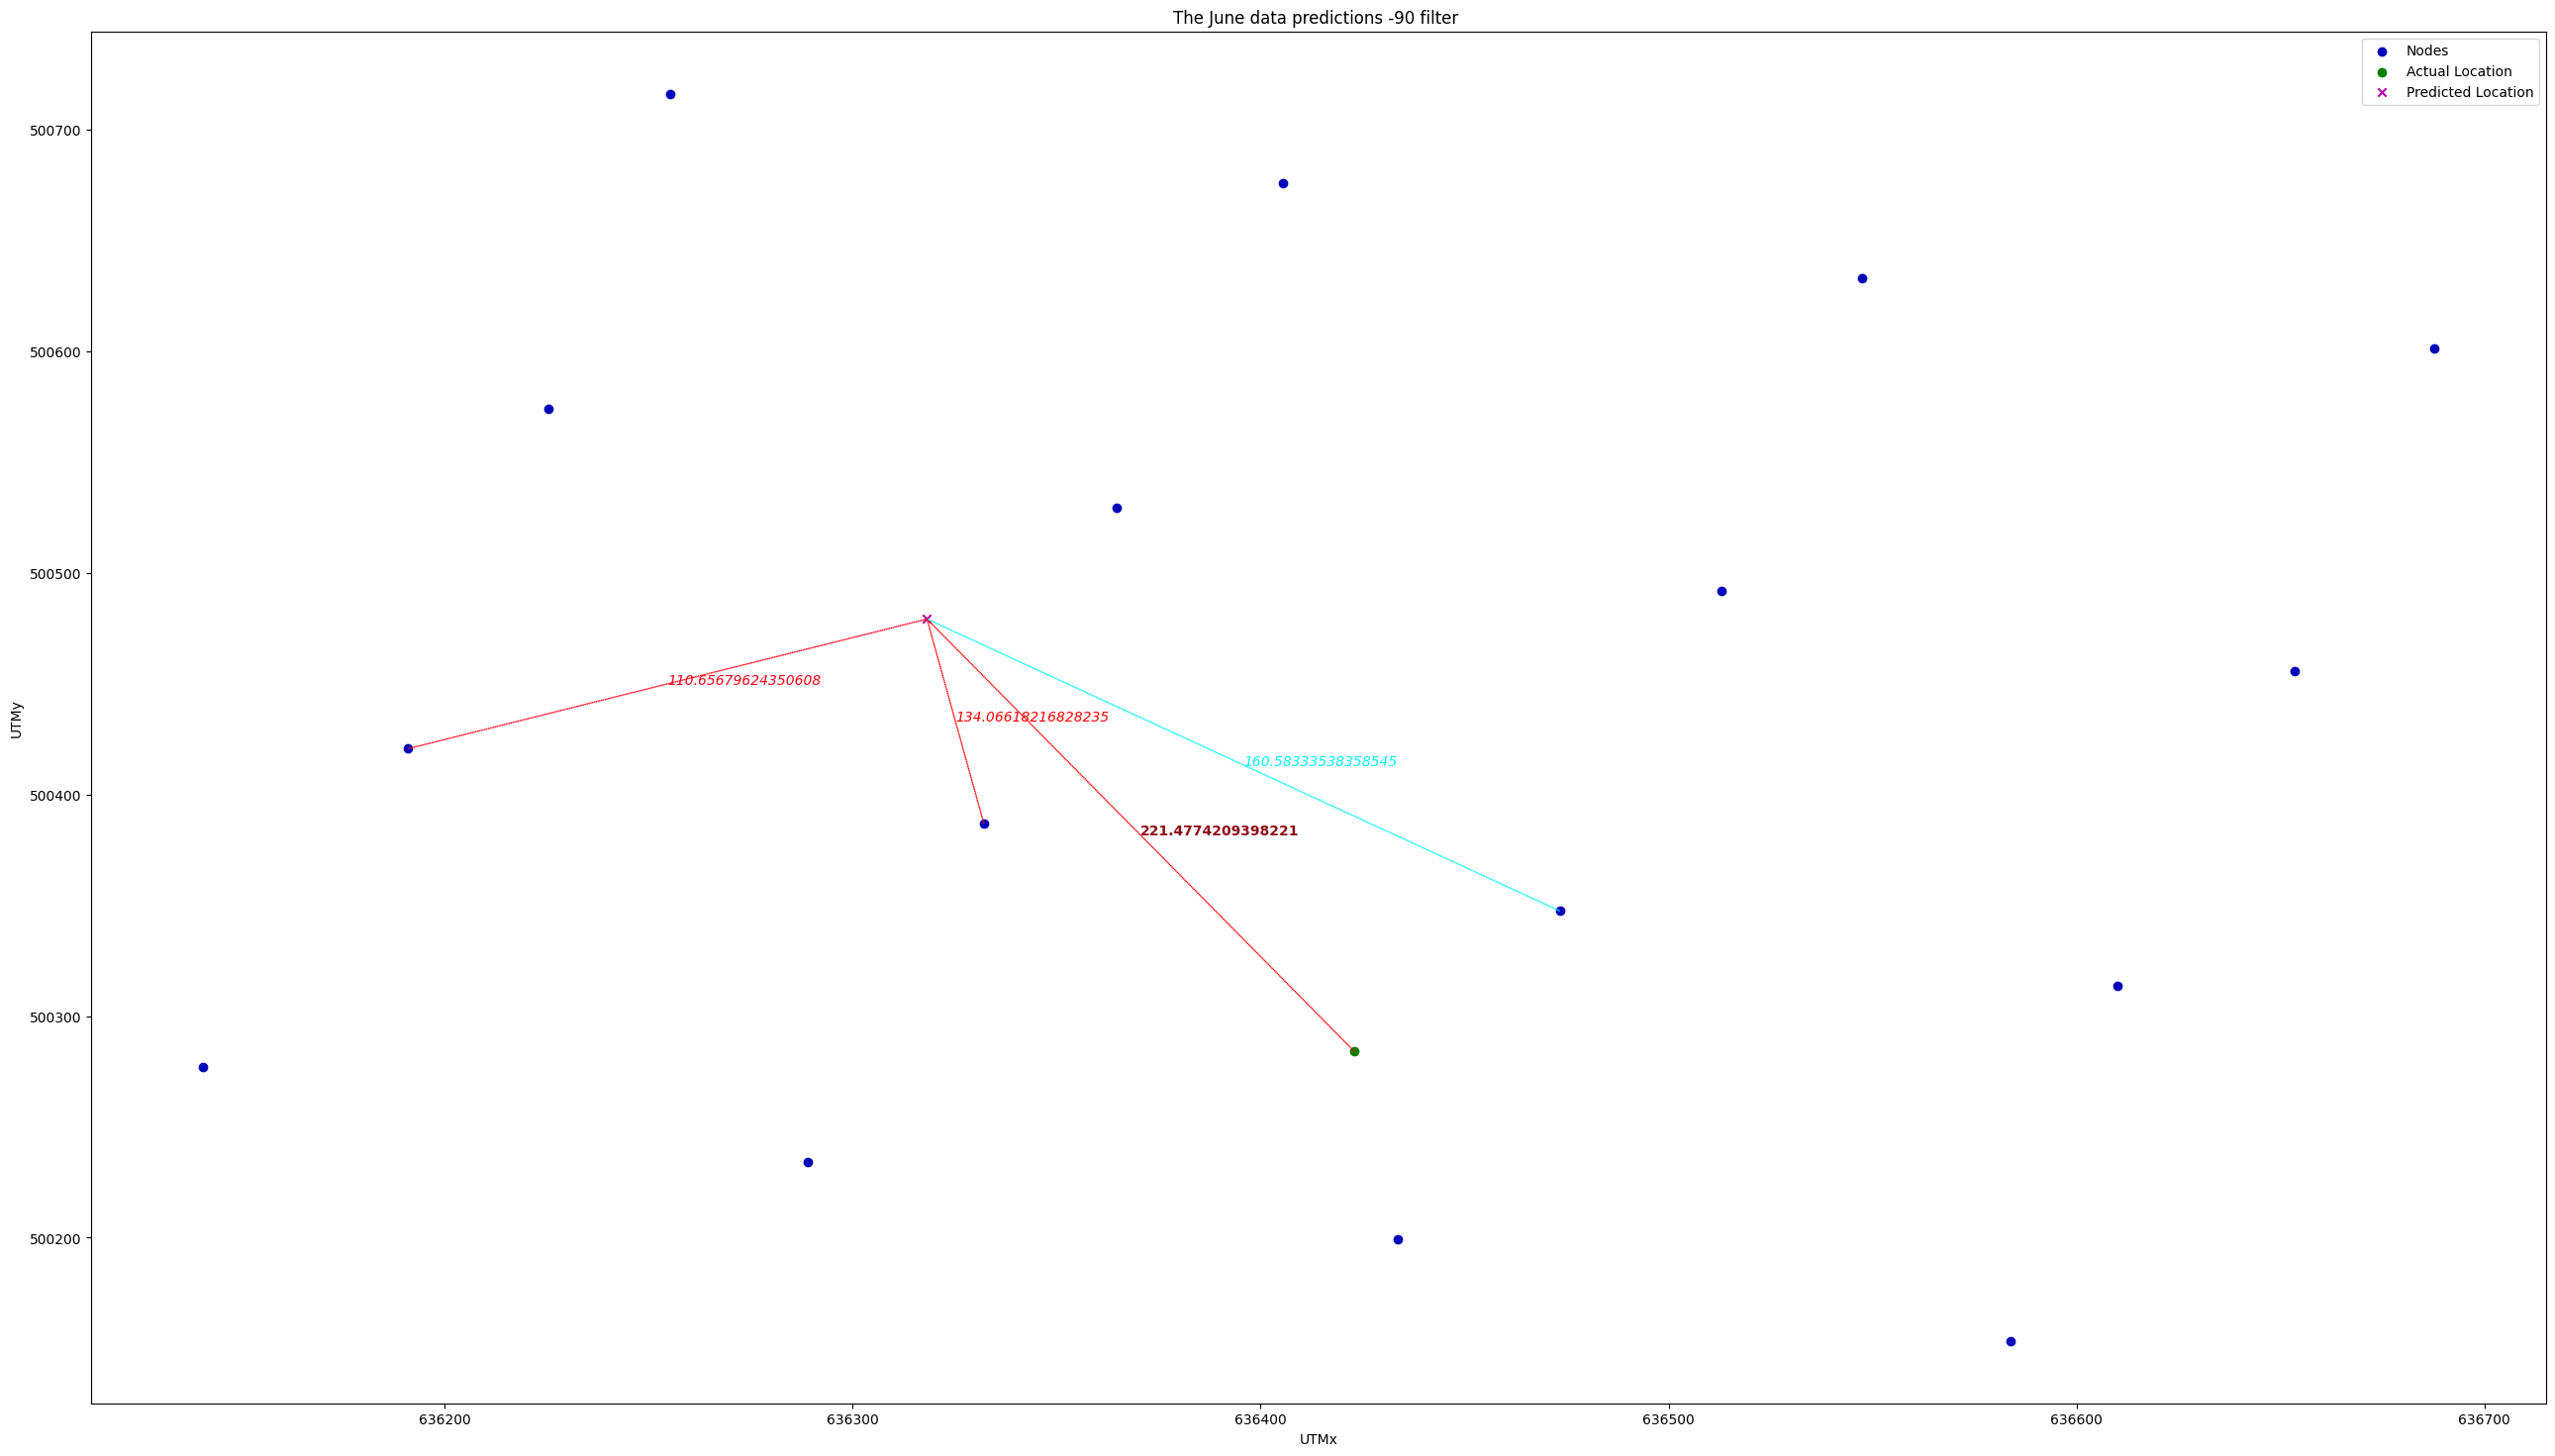 The June data predictions -90 filter
Nodes
Actual Location
Predicted Location
500700
500600
500500
500400
500300
500200
UTMy
110.65679624350608
134.06618216828235
160.58333538358545
221.4774209398221
636200
636300
636400
636500
636600
636700
UTMx